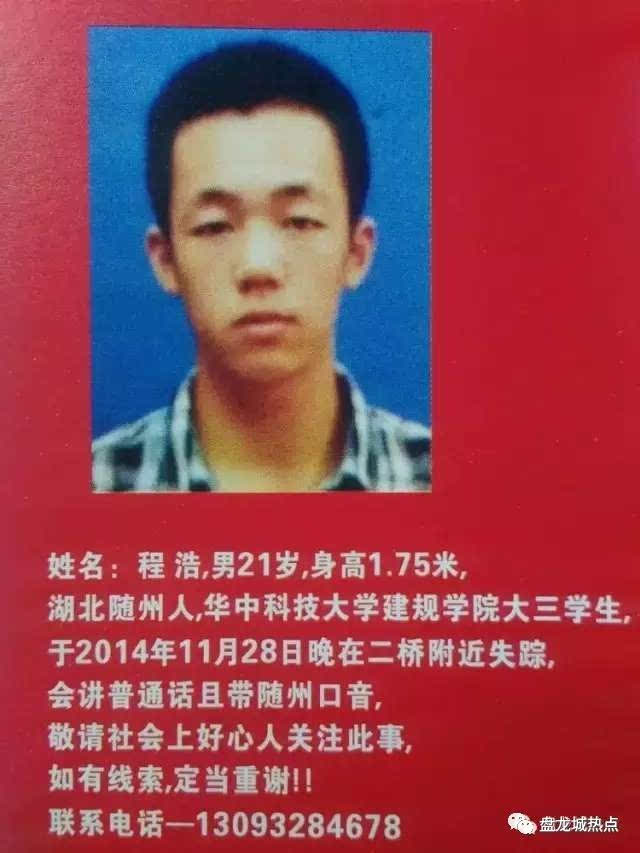 姓名：程 浩,男21岁,身高1.75米,
湖北随州人,华中科技大学建规学院大三学生,
于2014年11月28日晚在二桥附近失踪,
会讲普通话且带随州口音,
敬请社会上好心人关注此事,
如有线索,定当重谢!!
联系电话—13093284678
盘龙城热点